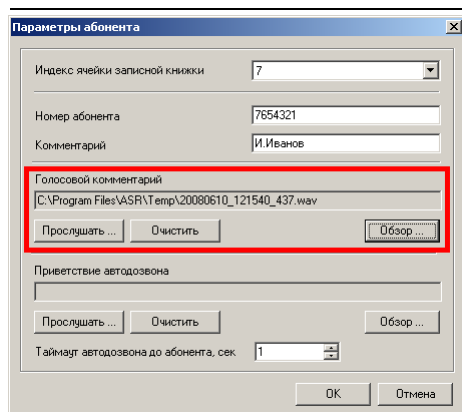 Параметры абонента
Индекс ячейки записной книжки 7
Номер абонента 7654321
Комментарий И.Иванов
Голосовой комментарий
C:\Program Files\ASR\Temp\20080610_121540_437.wav
Прослушать ... Очистить Обзор ...
Приветствие автодозвона
Прослушать ... Очистить Обзор ...
Таймаут автодозвона до абонента, сек 1
OK Отмена